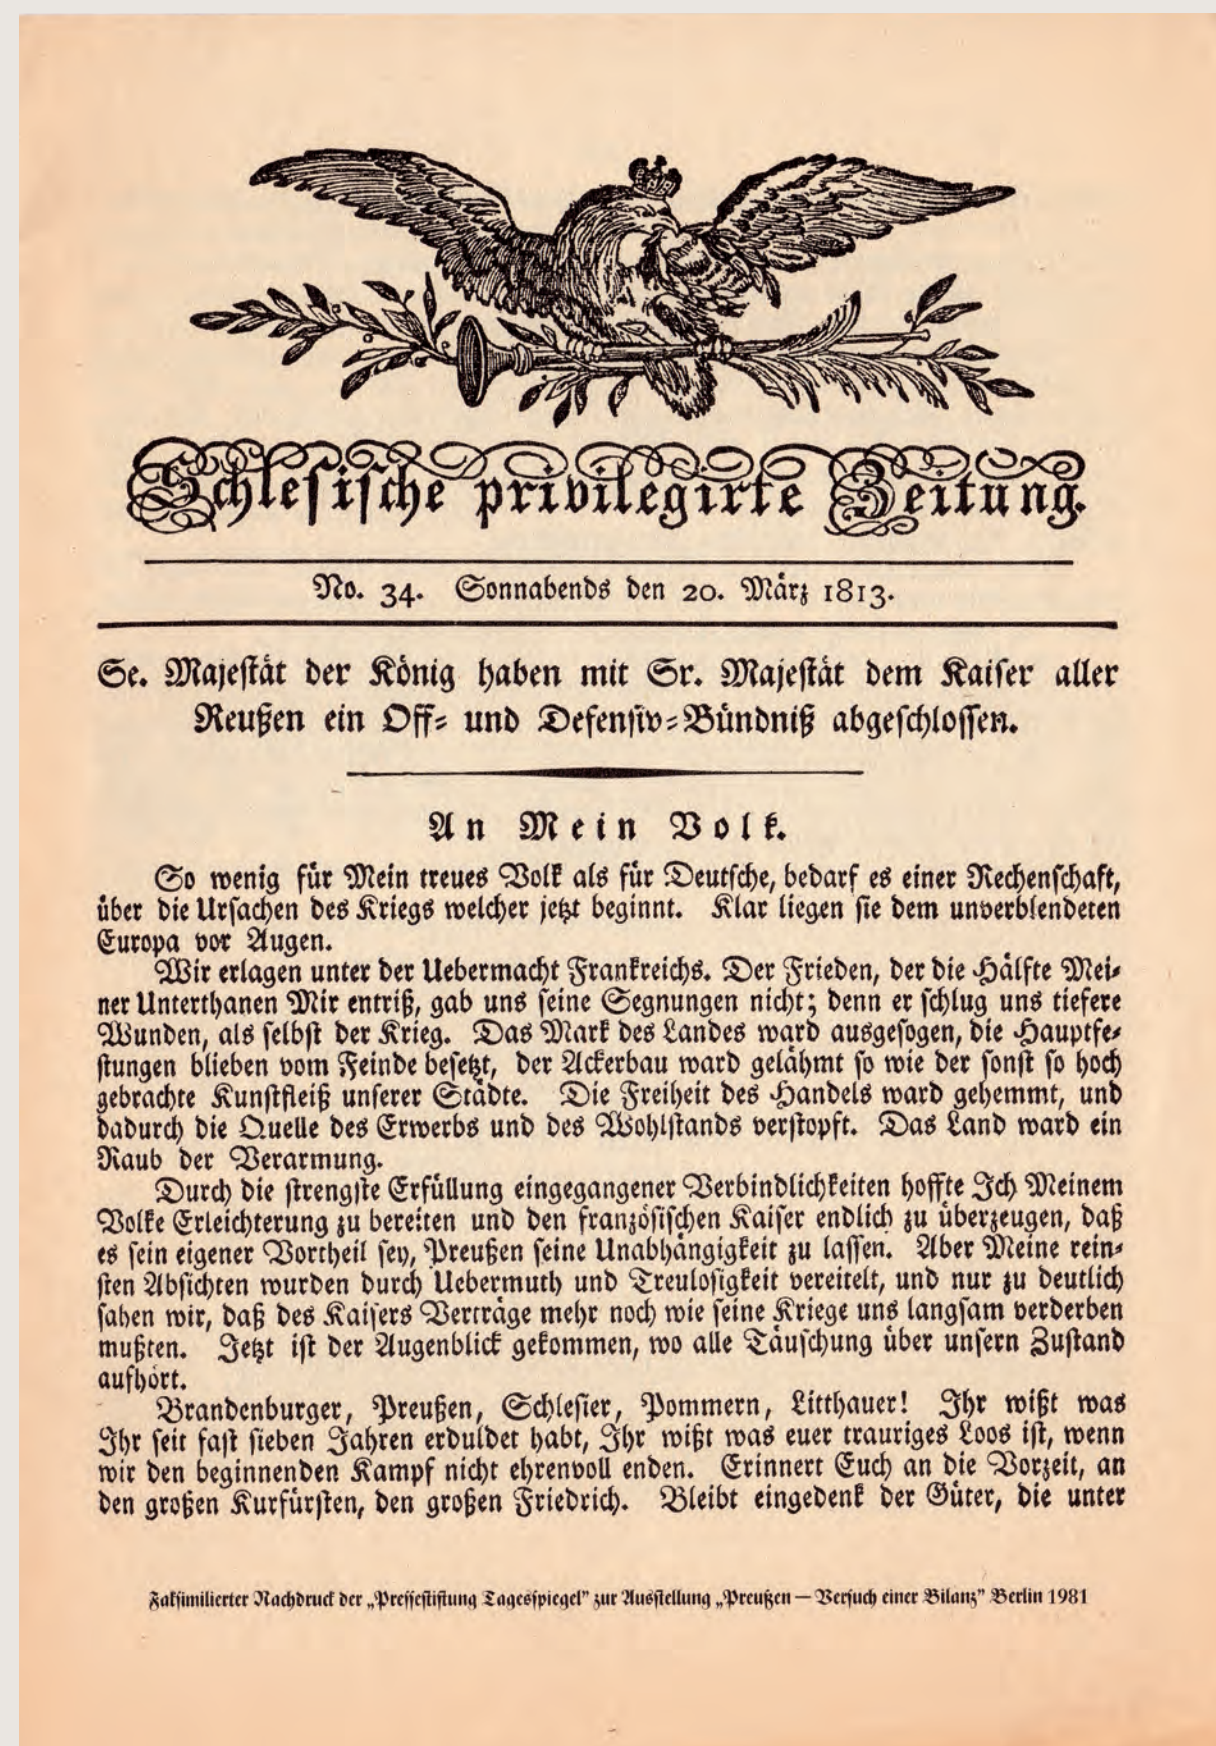 Schlesische privilegirte Zeitung.
No. 34. Sonnabends den 20. März 1813.
Se. Majestät der König haben mit Sr. Majestät dem Kaiser aller
Reußen ein Off- und Defensiv-Bündniß abgeschlossen.
An Mein Volk.
So wenig für Mein treues Volk als für Deutsche, bedarf es einer Rechenschaft,
über die Ursachen des Kriegs welcher jetzt beginnt. Klar liegen sie dem unverblendeten
Europa vor Augen.
Wir erlagen unter der Uebermacht Frankreichs. Der Frieden, der die Hälfte Mei-
ner Unterthanen Mir entriß, gab uns seine Segnungen nicht; denn er schlug uns tiefere
Wunden, als selbst der Krieg. Das Mark des Landes ward ausgesogen, die Hauptfe-
stungen blieben vom Feinde besetzt, der Ackerbau ward gelähmt so wie der sonst so hoch
gebrachte Kunstfleiß unserer Städte. Die Freiheit des Handels ward gehemmt, und
dadurch die Quelle des Erwerbs und des Wohlstands verstopft. Das Land ward ein
Raub der Verarmung.
Durch die strengste Erfüllung eingegangener Verbindlichkeiten hoffte Ich Meinem
Volke Erleichterung zu bereiten und den französischen Kaiser endlich zu überzeugen, daß
es sein eigener Vortheil sey, Preußen seine Unabhängigkeit zu lassen. Aber Meine rein-
sten Absichten wurden durch Uebermuth und Treulosigkeit vereitelt, und nur zu deutlich
sahen wir, daß des Kaisers Verträge mehr noch wie seine Kriege uns langsam verderben
mußten. Jetzt ist der Augenblick gekommen, wo alle Täuschung über unsern Zustand
aufhört.
Brandenburger, Preußen, Schlesier, Pommern, Litthauer! Ihr wißt was
Ihr seit fast sieben Jahren erduldet habt, Ihr wißt was euer trauriges Loos ist, wenn
wir den beginnenden Kampf nicht ehrenvoll enden. Erinnert Euch an die Vorzeit, an
den großen Kurfürsten, den großen Friedrich. Bleibt eingedenk der Güter, die unter
Faksimilierter Nachdruck der „Pressestiftung Tagesspiegel" zur Ausstellung „Preußen — Versuch einer Bilanz" Berlin 1981